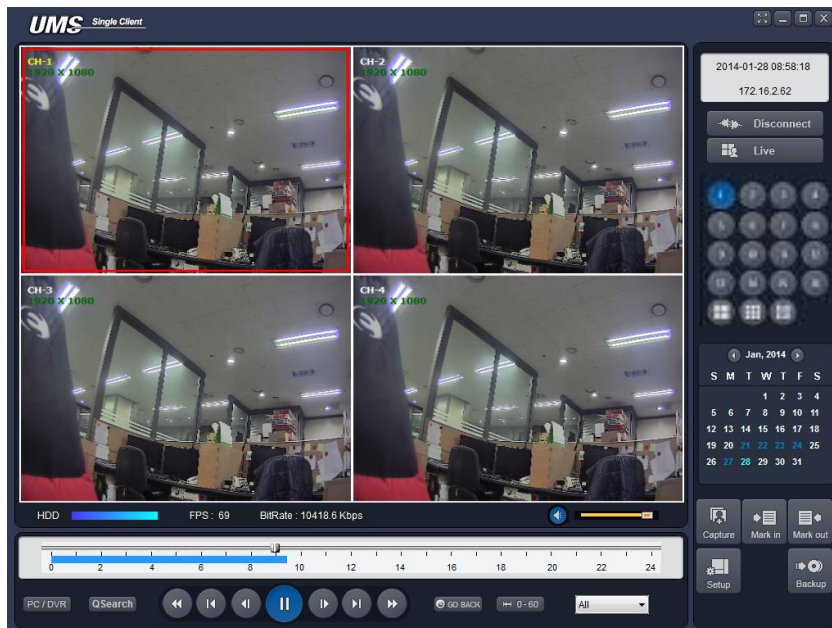 UMS Single Client
CH-1
1920 X 1080
CH-2
CH-3
1920 X 1080
CH-4
2014-01-28 08:58:18
172.16.2.62
Disconnect
Live
Jan, 2014
S M T W T F S
1 2 3 4
5 6 7 8 9 10 11
12 13 14 15 16 17 18
19 20 21 22 23 24 25
26 27 28 29 30 31
HDD FPS : 69 BitRate : 10418.6 Kbps
Capture Mark in Mark out
Setup Backup
0 2 4 6 8 10 12 14 16 18 20 22 24
PC / DVR QSearch GO BACK 0 - 60 All